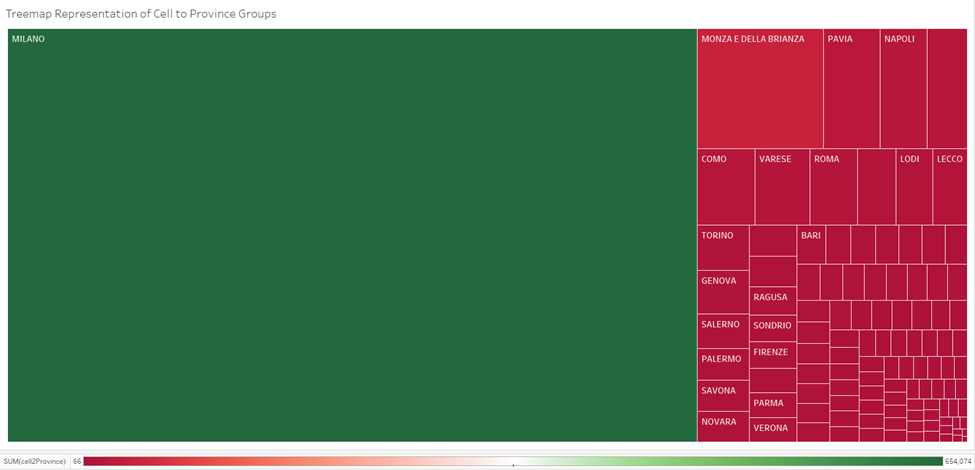 Treemap Representation of Cell to Province Groups
MILANO
MONZA E DELLA BRIANZA
PAVIA
NAPOLI
COMO
VARESE
ROMA
LODI
LECCO
TORINO
BARI
GENOVA
RAGUSA
SALERNO
SONDRIO
FIRENZE
PALERMO
SAVONA
PARMA
NOVARA
VERONA
SUM(cell2Province)
66
654,074